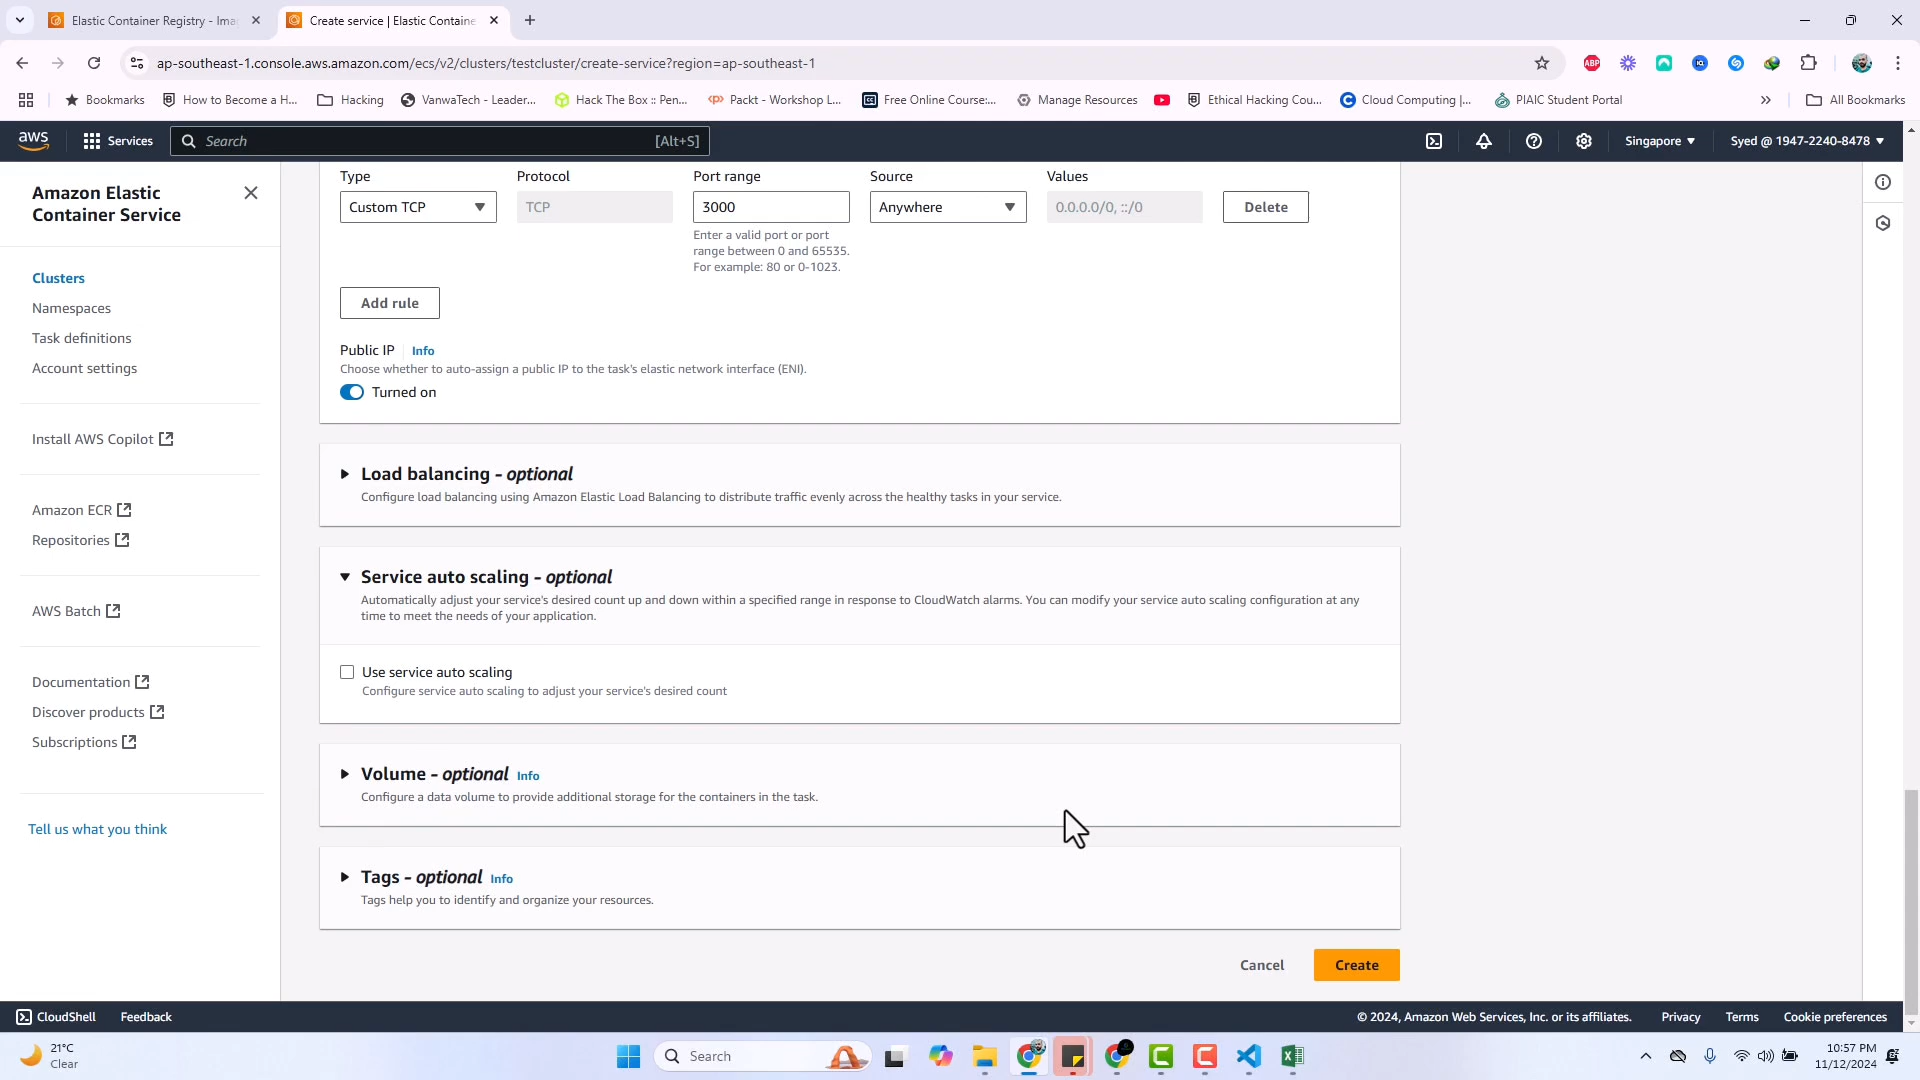 Elastic Container Registry - Ima
Create service | Elastic Containe
ap-southeast-1.console.aws.amazon.com/ecs/v2/clusters/testcluster/create-service?region=ap-southeast-1
ABP
Bookmarks
How to Become a H...
Hacking
VanwaTech - Leader...
Hack The Box :: Pen...
Packt - Workshop L...
Free Online Course:...
Manage Resources
Ethical Hacking Cou...
Cloud Computing |...
PIAIC Student Portal
All Bookmarks
aws
Services
Search
[Alt+S]
Singapore
Syed @ 1947-2240-8478
Amazon Elastic
Container Service
Clusters
Namespaces
Task definitions
Account settings
Install AWS Copilot
Amazon ECR
Repositories
AWS Batch
Documentation
Discover products
Subscriptions
Tell us what you think
Type
Protocol
Port range
Source
Values
Custom TCP
TCP
3000
Anywhere
0.0.0.0/0, ::/0
Delete
Enter a valid port or port
range between 0 and 65535.
For example: 80 or 0-1023.
Add rule
Public IP
Info
Choose whether to auto-assign a public IP to the task's elastic network interface (ENI).
Turned on
Load balancing - optional
Configure load balancing using Amazon Elastic Load Balancing to distribute traffic evenly across the healthy tasks in your service.
Service auto scaling - optional
Automatically adjust your service's desired count up and down within a specified range in response to CloudWatch alarms. You can modify your service auto scaling configuration at any
time to meet the needs of your application.
Use service auto scaling
Configure service auto scaling to adjust your service's desired count
Volume - optional Info
Configure a data volume to provide additional storage for the containers in the task.
Tags - optional Info
Tags help you to identify and organize your resources.
Cancel
Create
CloudShell
Feedback
© 2024, Amazon Web Services, Inc. or its affiliates.
Privacy
Terms
Cookie preferences
21°C
Clear
Search
10:57 PM
11/12/2024